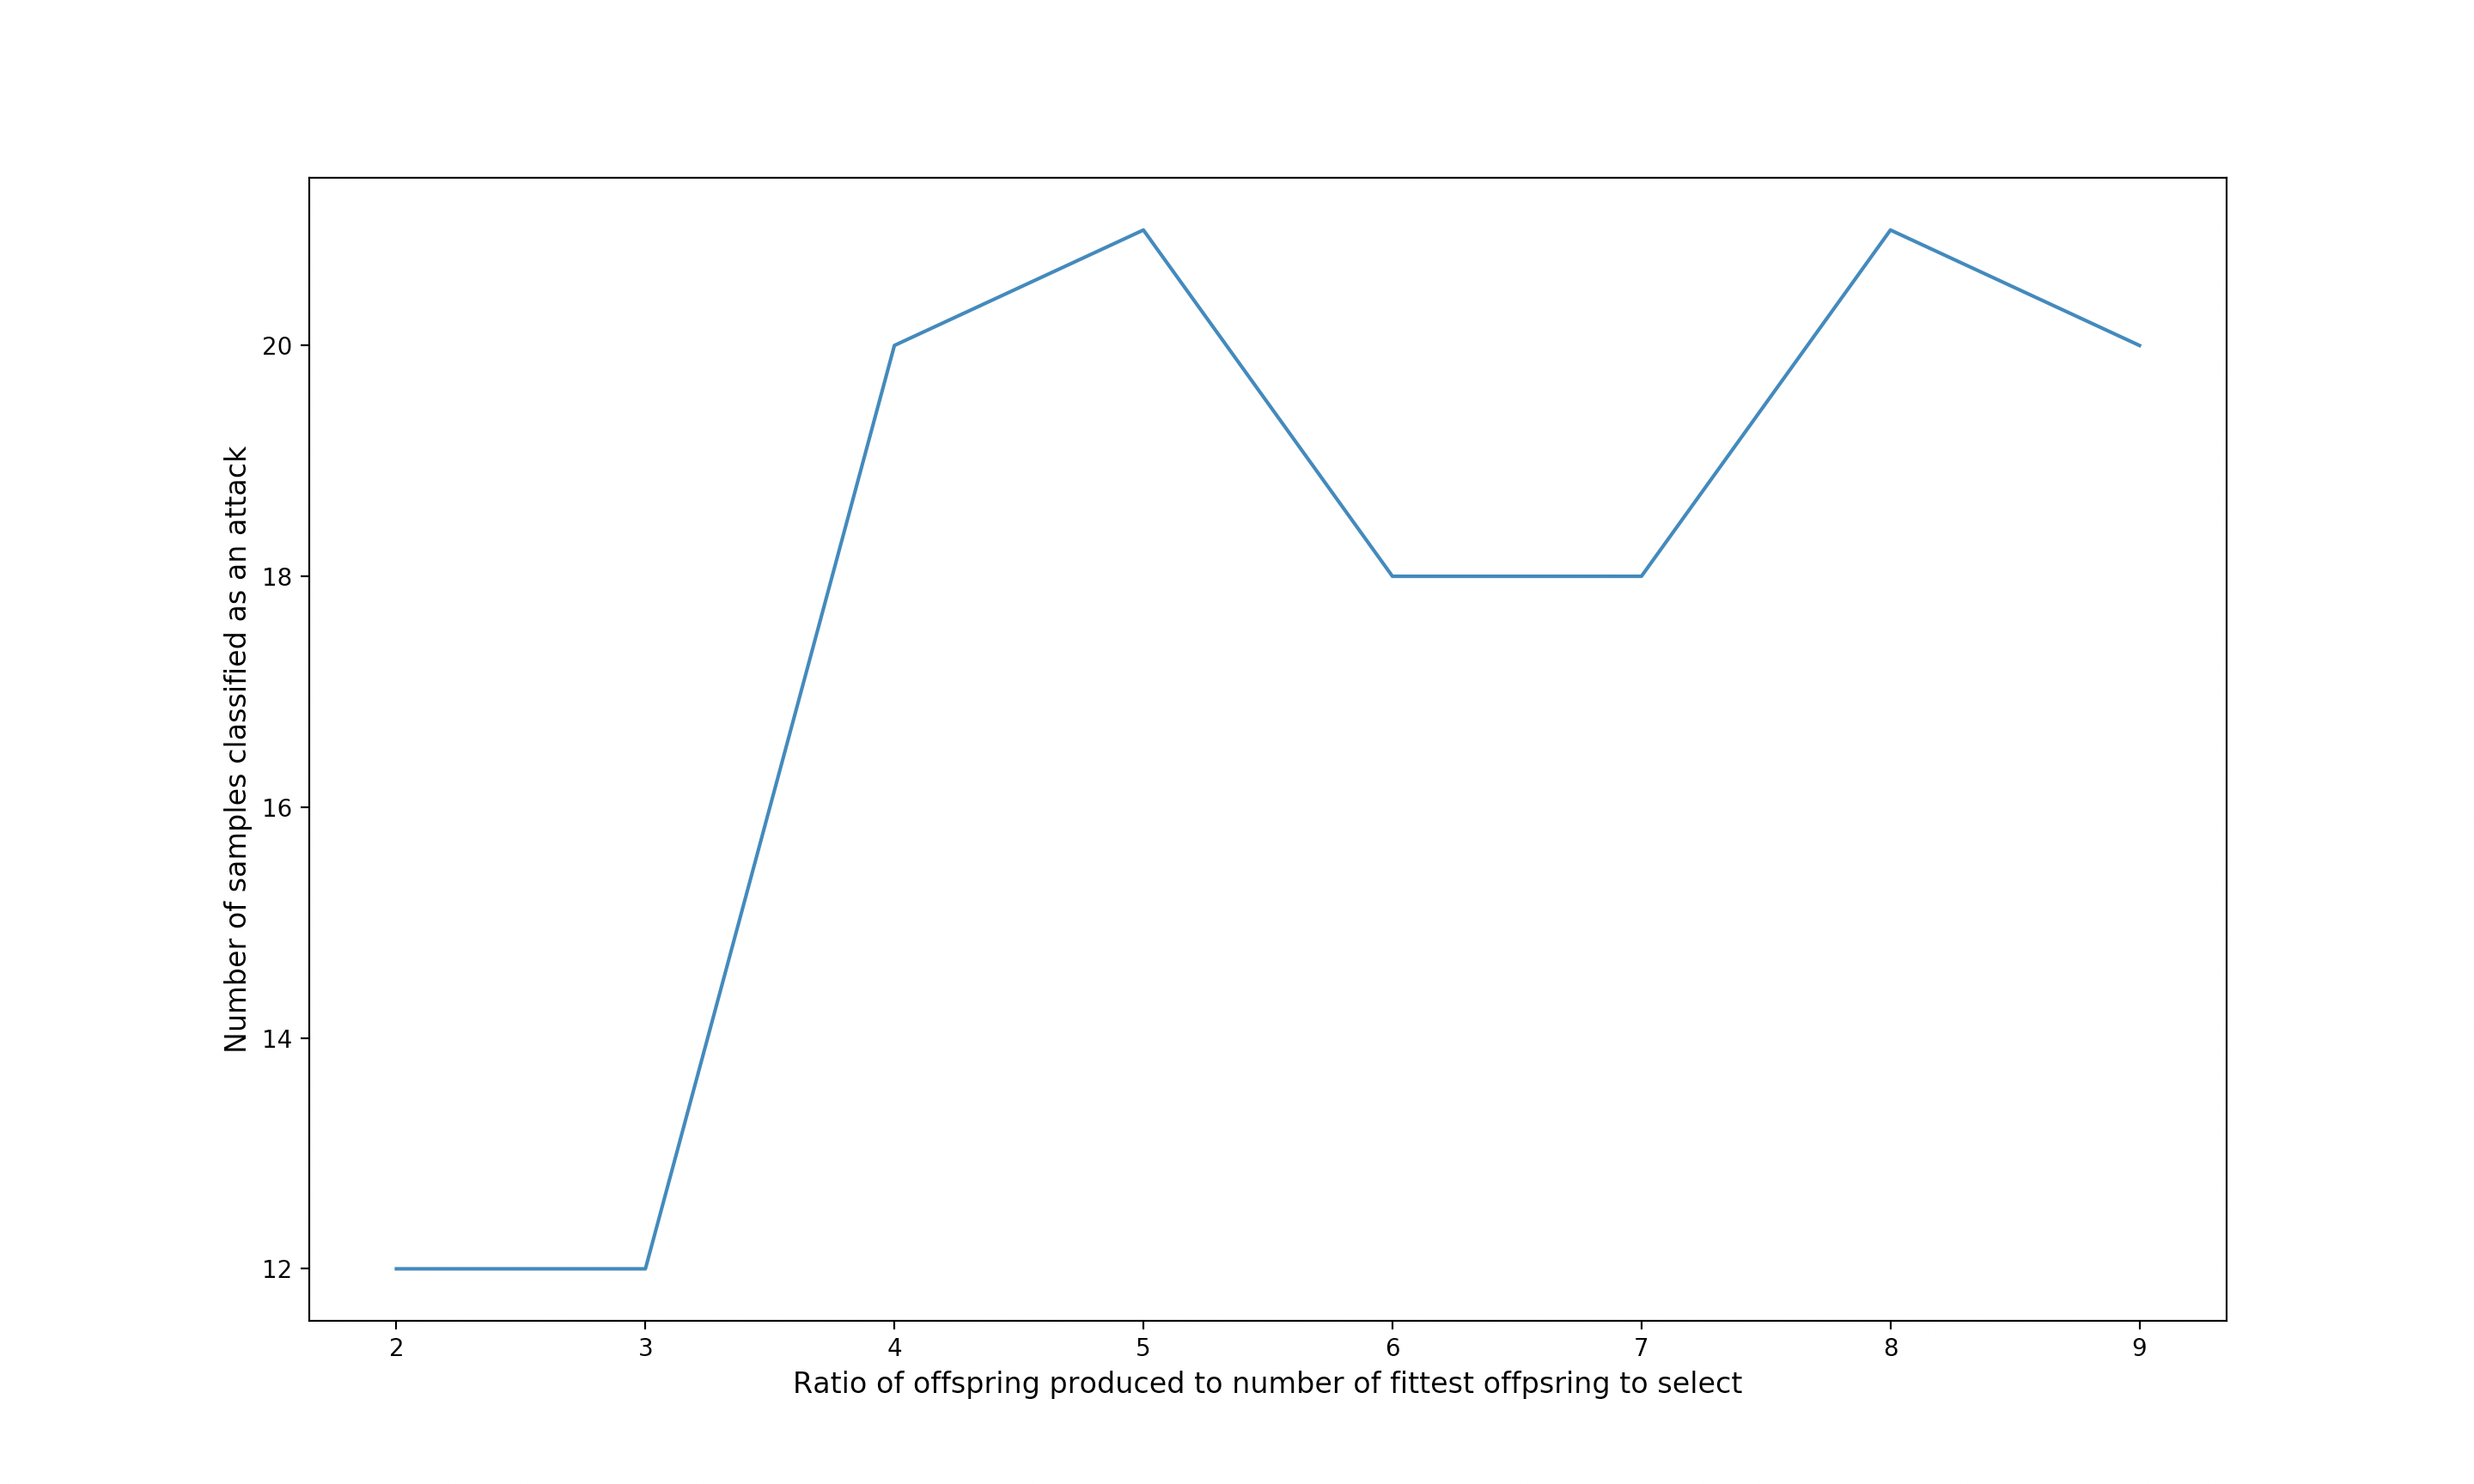 20
18
16
14
12
Number of samples classified as an attack
2 3 4 5 6 7 8 9
Ratio of offspring produced to number of fittest offpsring to select